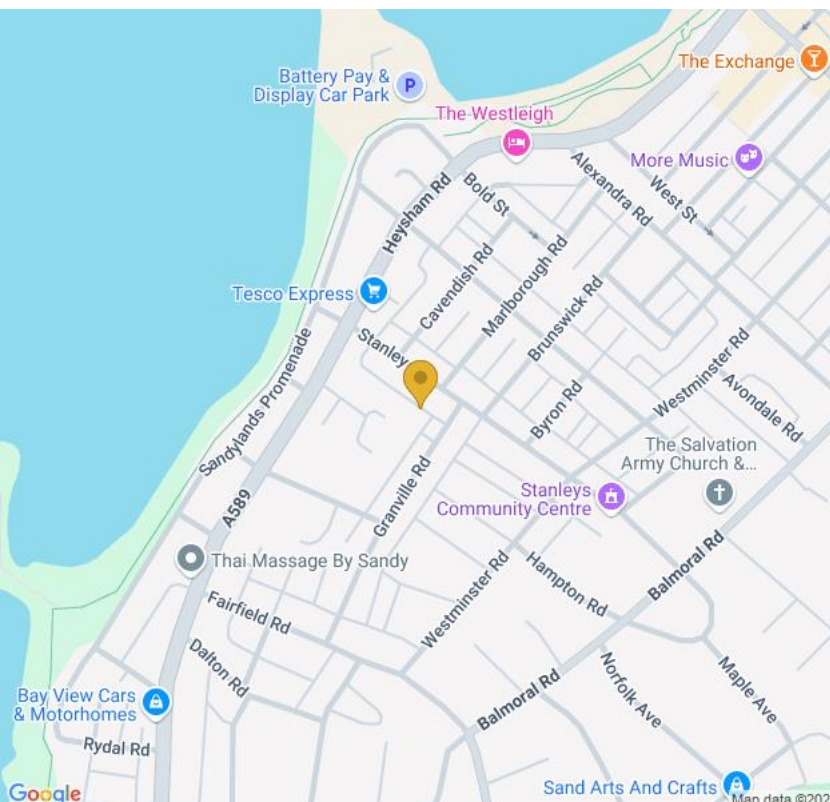 The Exchange
Battery Pay &
Display Car Park
P
The Westleigh
More Music
Alexandra Rd
West St
Heysham Rd
Bold St
Cavendish Rd
Marlborough Rd
Tesco Express
Brunswick Rd
Stanley
Westminster Rd
Avondale Rd
Sandylands Promenade
Byron Rd
The Salvation
Army Church &...
Stanleys
Community Centre
Granville Rd
A589
Thai Massage By Sandy
Westminster Rd
Hampton Rd
Balmoral Rd
Fairfield Rd
Dalton Rd
Balmoral Rd
Norfolk Ave
Maple Ave
Bay View Cars
& Motorhomes
Rydal Rd
Sand Arts And Crafts
Google
Map data ©202